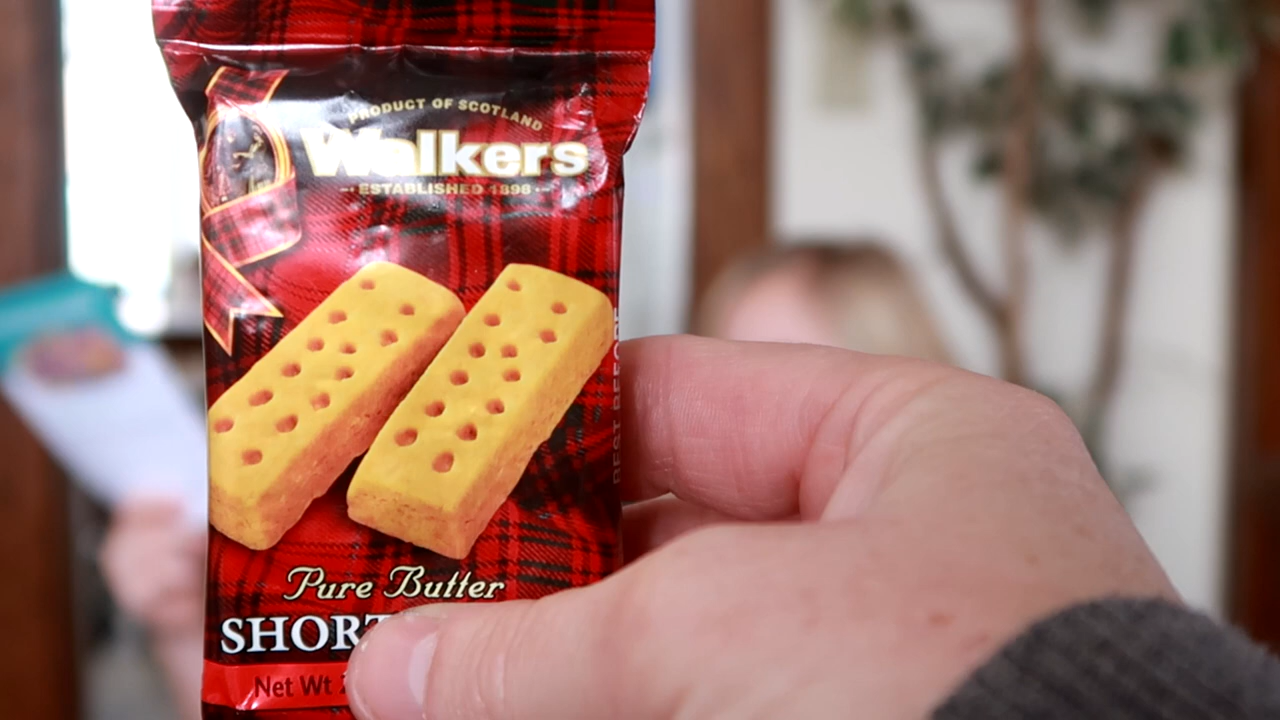 PRODUCT OF SCOTLAND
Walkers
ESTABLISHED 1898
BEST BEFORE
Pure Butter
SHORT
Net Wt